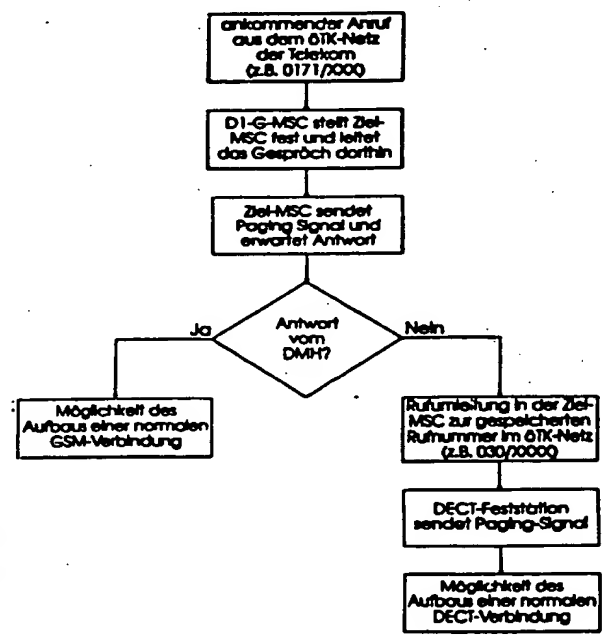 ankommender Anruf
aus dem öTK-Netz
der Telekom
(z.B. 0171/XXX)
D1-G-MSC stellt Ziel-
MSC fest und leitet
das Gespräch dorthin
Ziel-MSC sendet
Paging Signal und
erwartet Antwort
Ja
Antwort
vom
DMH?
Nein
Möglichkeit des
Aufbaus einer normalen
GSM-Verbindung
Rufumleitung in der Ziel-
MSC zur gespeicherten
Rufnummer im öTK-Netz
(z.B. 030/XXXX)
DECT-Feststation
sendet Paging-Signal
Möglichkeit des
Aufbaus einer normalen
DECT-Verbindung